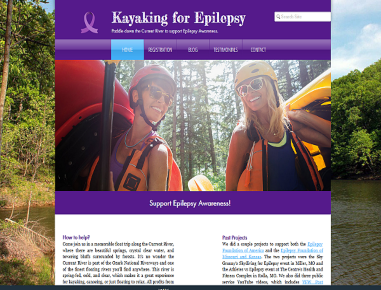 Kayaking for Epilepsy
Paddle down the Current River to support Epilepsy Awareness.
Search Site
HOME REGISTRATION BLOG TESTIMONIALS CONTACT
Support Epilepsy Awareness!
How to help?
Come join us in a memorable float trip along the Current River,
where there are beautiful springs, crystal clear water, and
towering bluffs surrounded by forests. It's no wonder the
Current River is part of the Ozark National Riverways and one
of the finest floating rivers you'll find anywhere. This river is
spring-fed, cold, and clear, which makes it a great experience
for kayaking, canoeing, or just floating to relax. All profits from
Past Projects
We did a couple projects to support both the Epilepsy
Foundation of America and the Epilepsy Foundation of
Missouri and Kansas. The two projects were the Sky
Granny's SkyDiving for Epilepsy event in Miller, MO and
the Athletes vs Epilepsy event at The Centre: Health and
Fitness Complex in Rolla, MO. We also did three public
service YouTube videos, which includes